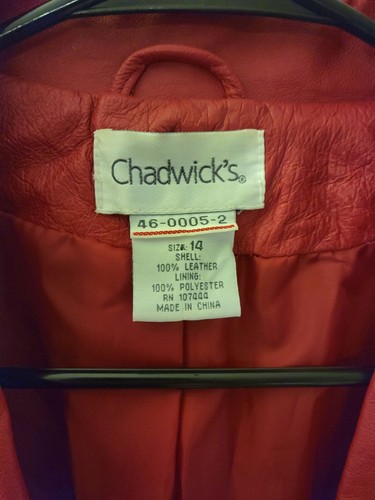 Chadwick's®
46-0005-2
SIZE: 14
SHELL:
100% LEATHER
LINING:
100% POLYESTER
RN 107444
MADE IN CHINA